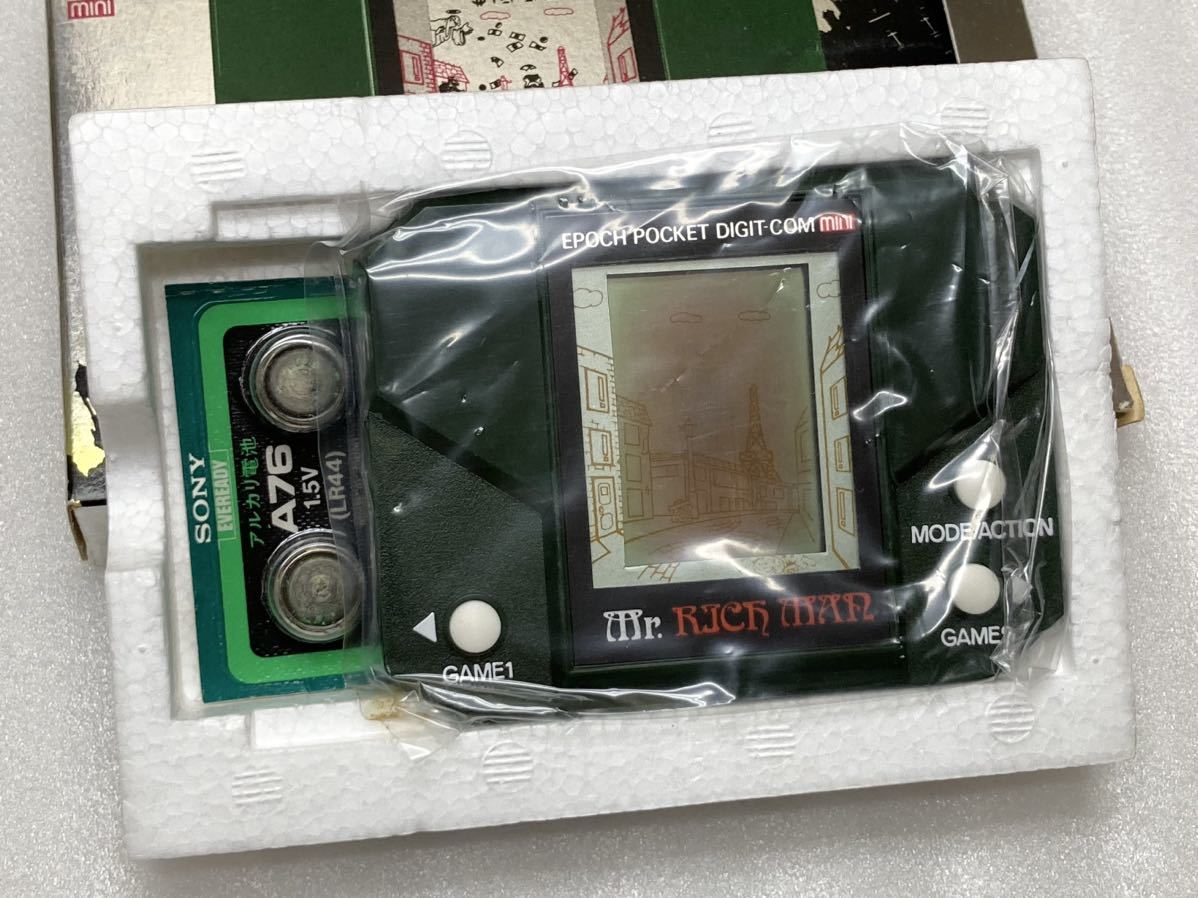 mini
EPOCH POCKET DIGIT-COM mini
SONY
EVEREADY
アルカリ電池
A76
1.5V
(LR44)
MODE/ACTION
Mr. RICH MAN
GAME1
GAME